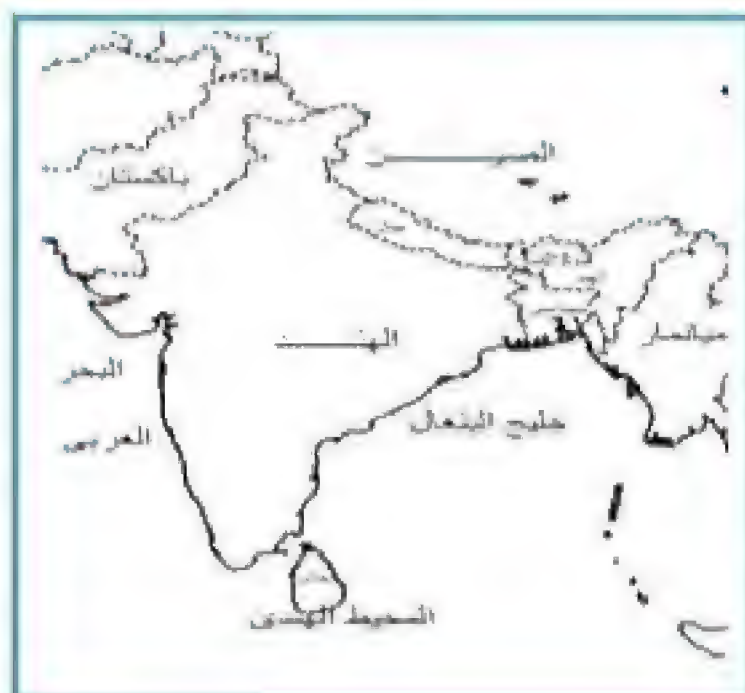 الصين
باكستان
الهند
ميانمار
البحر
العربي
خليج البنغال
المحيط الهندي